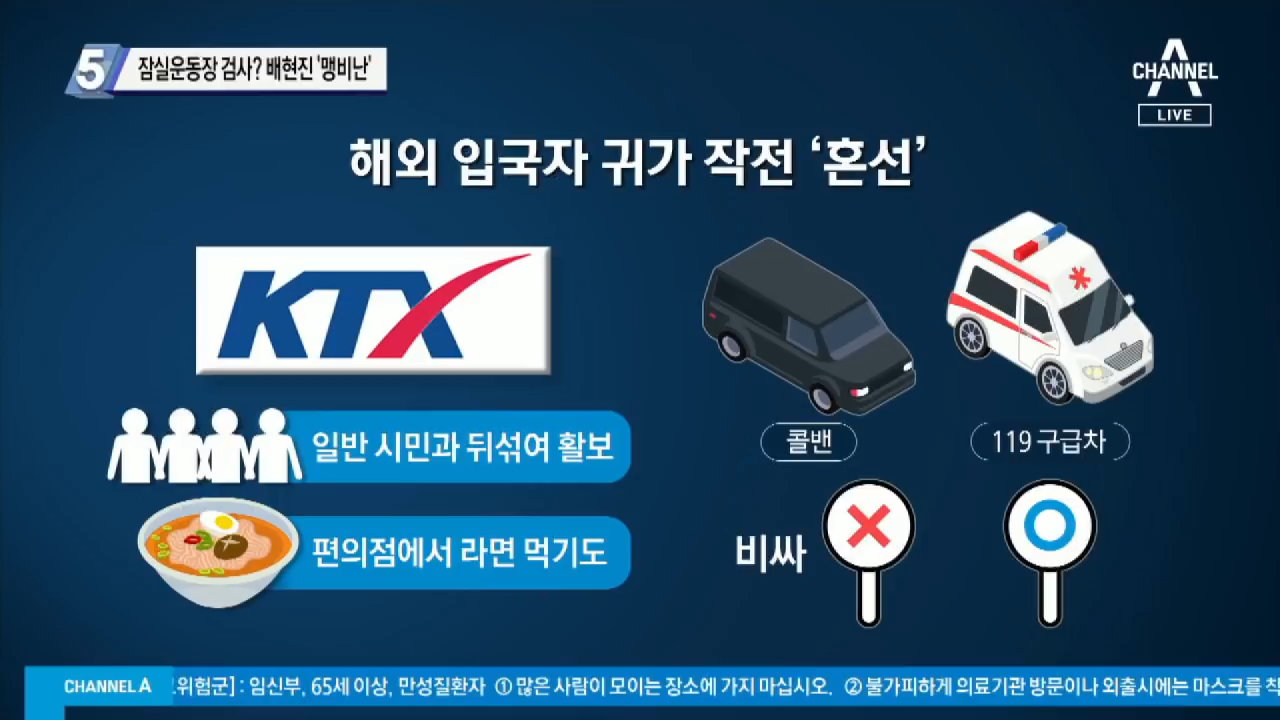 5 잠실운동장 검사? 배현진 '맹비난'
CHANNEL A
LIVE
해외 입국자 귀가 작전 '혼선'
KTX
콜밴
119 구급차
일반 시민과 뒤섞여 활보
편의점에서 라면 먹기도
비싸
CHANNEL A
위험군] : 임신부, 65세 이상, 만성질환자 ① 많은 사람이 모이는 장소에 가지 마십시오. ② 불가피하게 의료기관 방문이나 외출시에는 마스크를